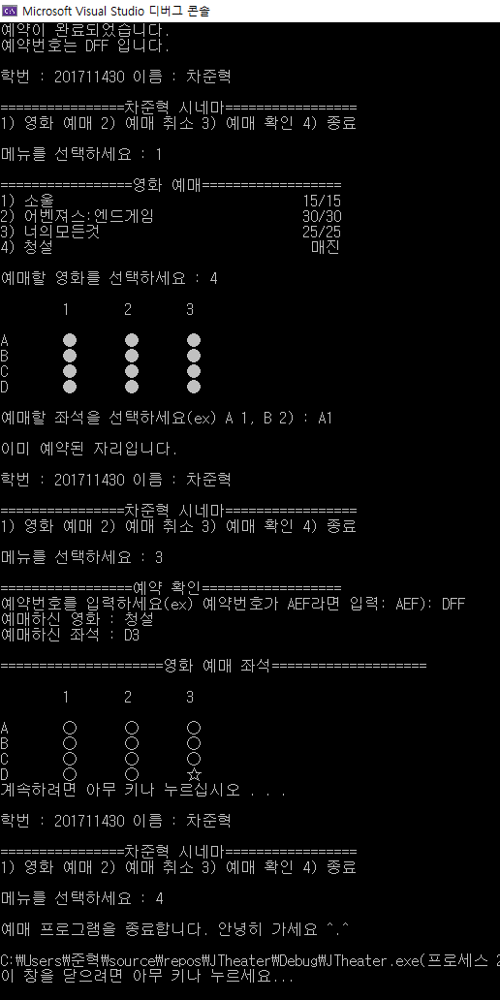 Microsoft Visual Studio 디버그 콘솔
예약이 완료되었습니다.
예약번호는 DFF 입니다.
학번 : 201711430 이름 : 차준혁
================차준혁 시네마=================
1) 영화 예매 2) 예매 취소 3) 예매 확인 4) 종료
메뉴를 선택하세요 : 1
=================영화 예매==================
1) 소울 15/15
2) 어벤져스:엔드게임 30/30
3) 너의모든것 25/25
4) 청설 매진
예매할 영화를 선택하세요 : 4
1 2 3
A ● ● ●
B ● ● ●
C ● ● ●
D ● ● ●
예매할 좌석을 선택하세요(ex) A 1, B 2) : A1
이미 예약된 자리입니다.
학번 : 201711430 이름 : 차준혁
================차준혁 시네마=================
1) 영화 예매 2) 예매 취소 3) 예매 확인 4) 종료
메뉴를 선택하세요 : 3
=================예약 확인==================
예약번호를 입력하세요(ex) 예약번호가 AEF라면 입력: AEF): DFF
예매하신 영화 : 청설
예매하신 좌석 : D3
=====================영화 예매 좌석====================
1 2 3
A ○ ○ ○
B ○ ○ ○
C ○ ○ ○
D ○ ○ ☆
계속하려면 아무 키나 누르십시오 . . .
학번 : 201711430 이름 : 차준혁
================차준혁 시네마=================
1) 영화 예매 2) 예매 취소 3) 예매 확인 4) 종료
메뉴를 선택하세요 : 4
예매 프로그램을 종료합니다. 안녕히 가세요 ^.^
C:₩Users₩준혁₩source₩repos₩JTheater₩Debug₩JTheater.exe(프로세스 2
이 창을 닫으려면 아무 키나 누르세요...